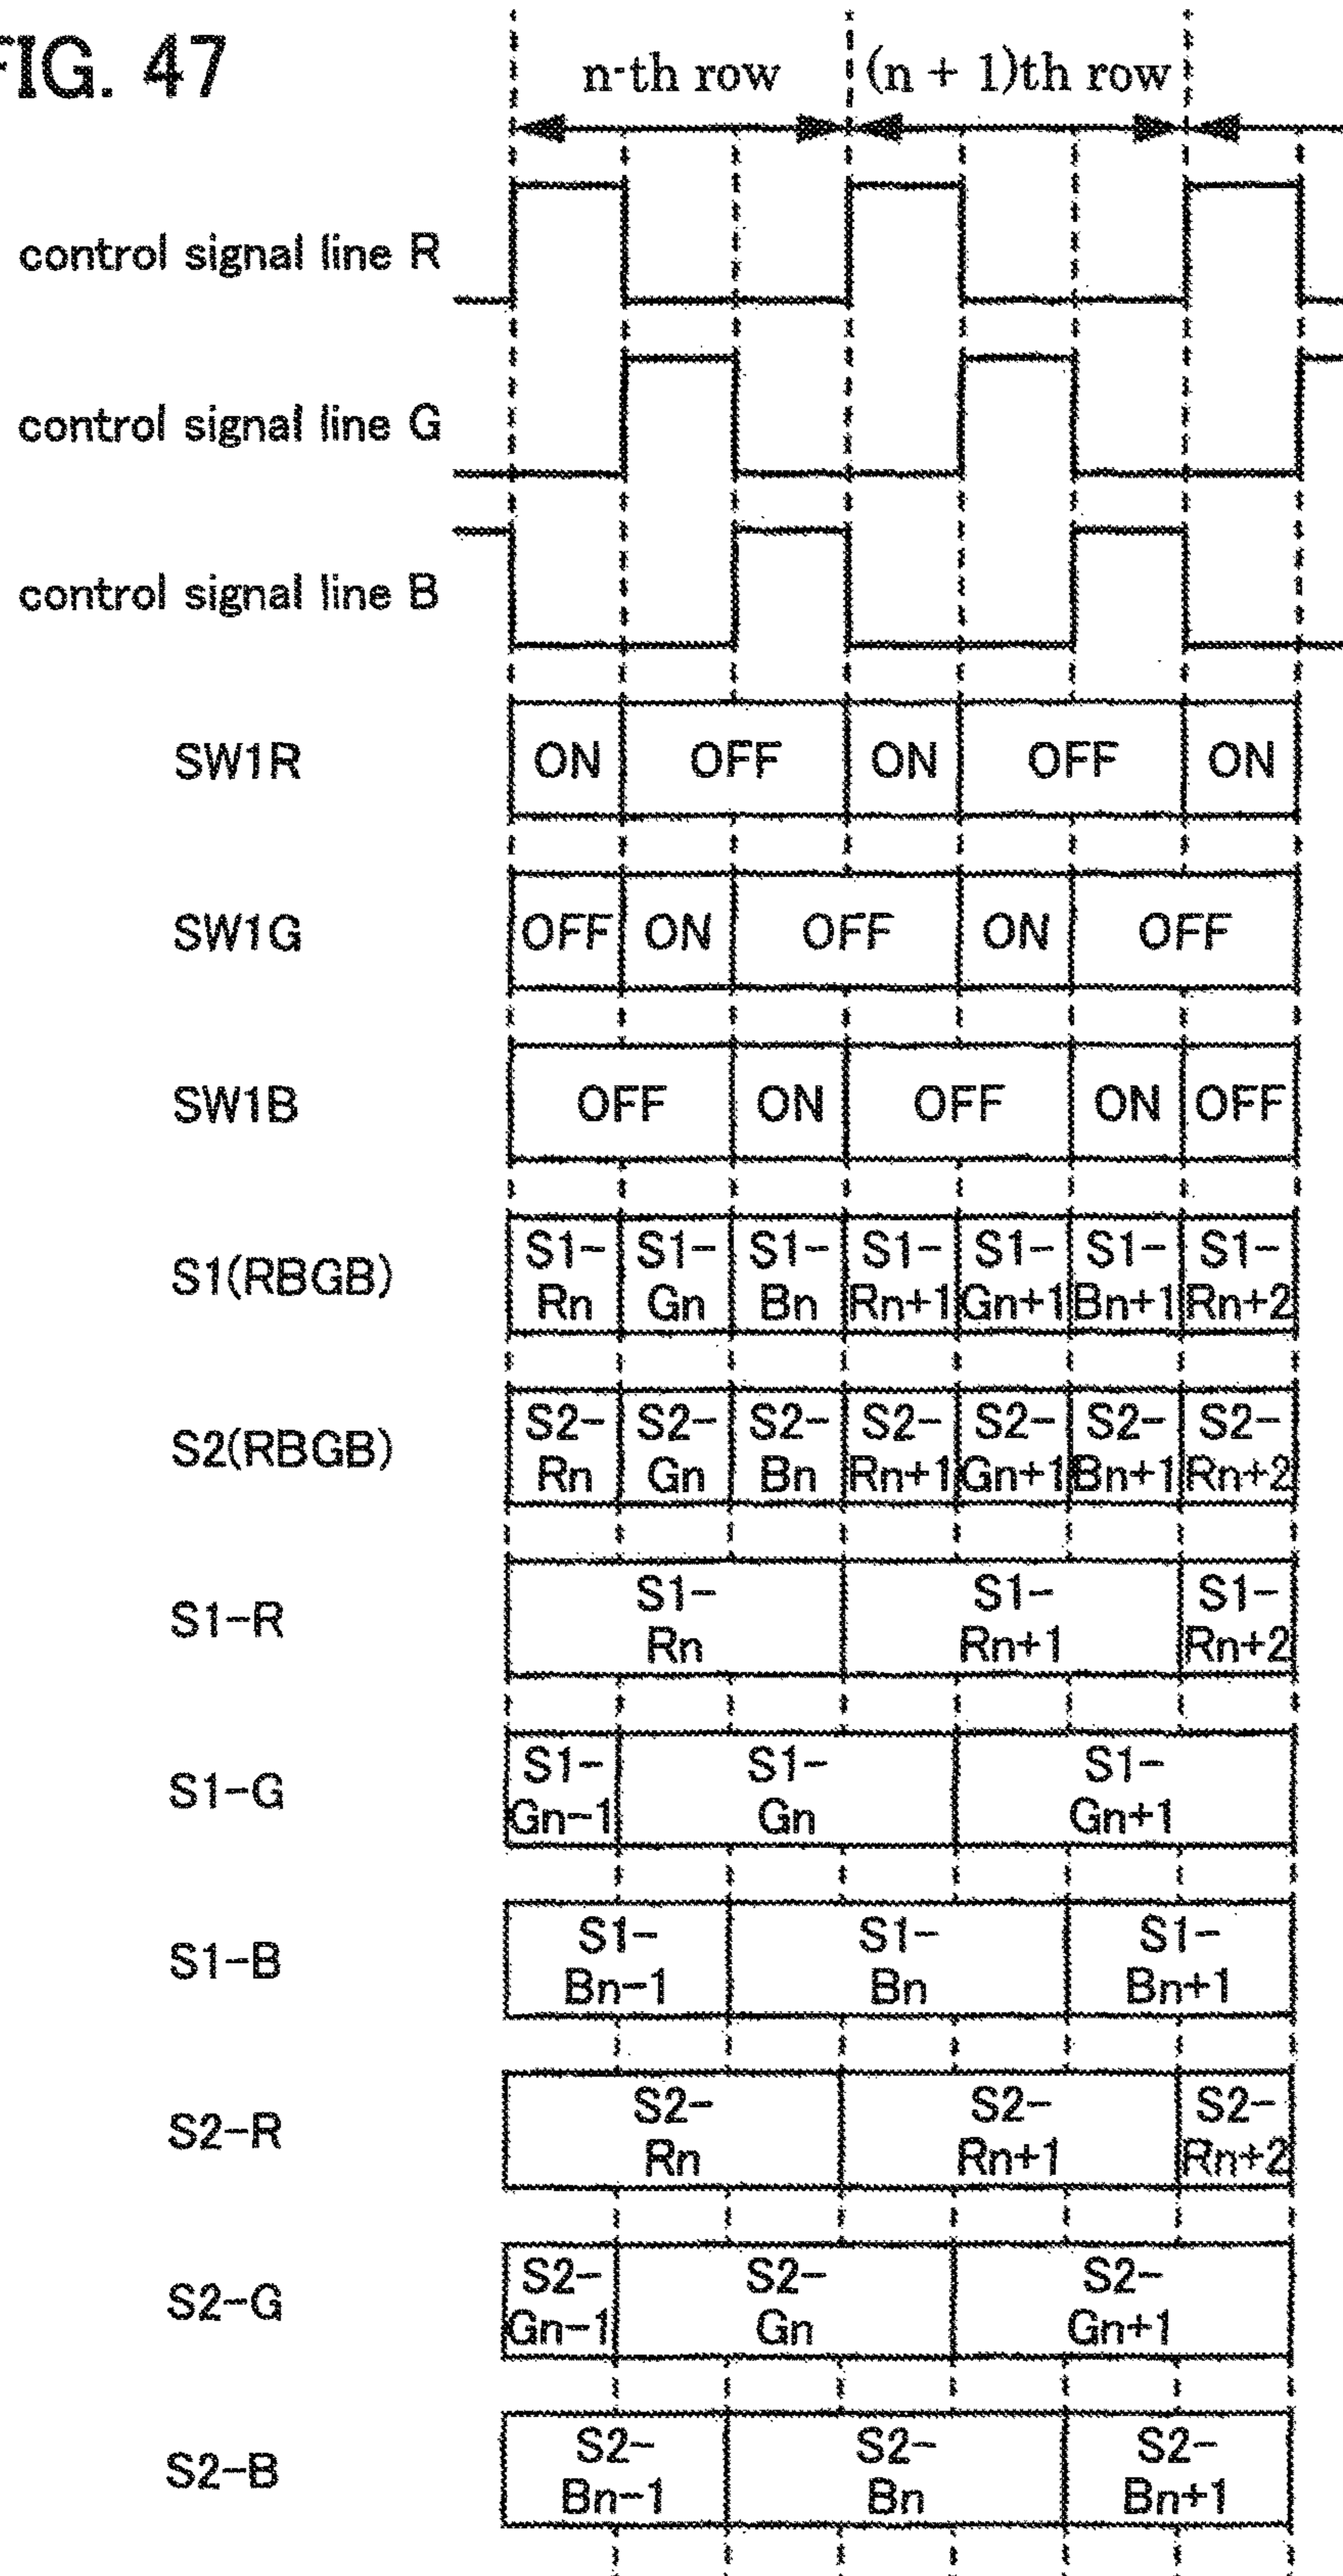 FIG. 47
n-th row (n + 1)th row
control signal line R
control signal line G
control signal line B
SW1R ON OFF ON OFF ON
SW1G OFF ON OFF ON OFF
SW1B OFF ON OFF ON OFF
S1(RBGB) S1-Rn S1-Gn S1-Bn S1-Rn+1 S1-Gn+1 S1-Bn+1 S1-Rn+2
S2(RBGB) S2-Rn S2-Gn S2-Bn S2-Rn+1 S2-Gn+1 S2-Bn+1 S2-Rn+2
S1-R S1-Rn S1-Rn+1 S1-Rn+2
S1-G S1-Gn-1 S1-Gn S1-Gn+1
S1-B S1-Bn-1 S1-Bn S1-Bn+1
S2-R S2-Rn S2-Rn+1 S2-Rn+2
S2-G S2-Gn-1 S2-Gn S2-Gn+1
S2-B S2-Bn-1 S2-Bn S2-Bn+1